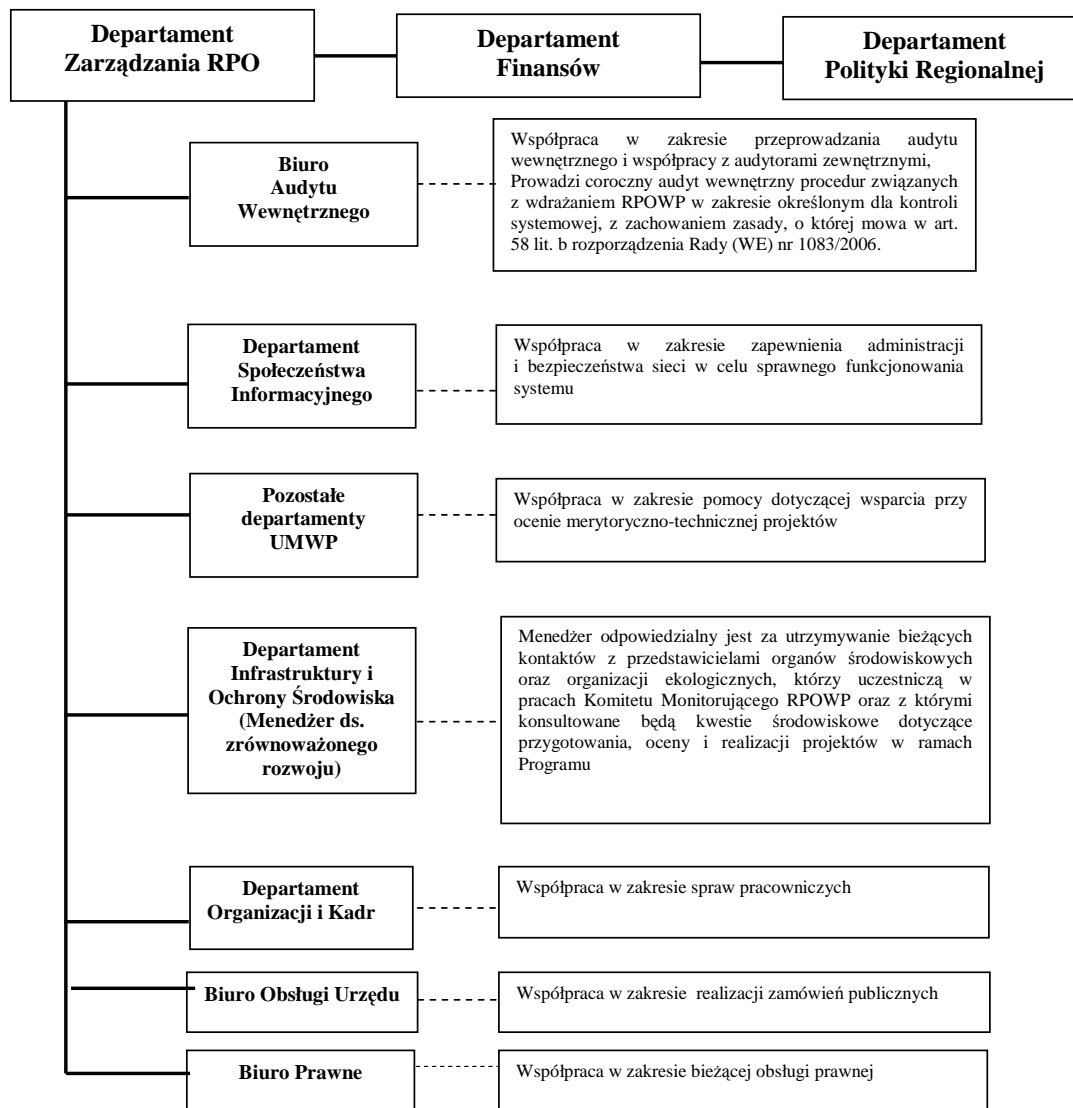 Departament
Zarządzania RPO
Departament
Finansów
Departament
Polityki Regionalnej
Biuro
Audytu
Wewnętrznego
Współpraca w zakresie przeprowadzania audytu
wewnętrznego i współpracy z audytorami zewnętrznymi,
Prowadzi coroczny audyt wewnętrzny procedur związanych
z wdrażaniem RPOWP w zakresie określonym dla kontroli
systemowej, z zachowaniem zasady, o której mowa w art.
58 lit. b rozporządzenia Rady (WE) nr 1083/2006.
Departament
Społeczeństwa
Informacyjnego
Współpraca w zakresie zapewnienia administracji
i bezpieczeństwa sieci w celu sprawnego funkcjonowania
systemu
Pozostałe
departamenty
UMWP
Współpraca w zakresie pomocy dotyczącej wsparcia przy
ocenie merytoryczno-technicznej projektów
Departament
Infrastruktury i
Ochrony Środowiska
(Menedżer ds.
zrównoważonego
rozwoju)
Menedżer odpowiedzialny jest za utrzymywanie bieżących
kontaktów z przedstawicielami organów środowiskowych
oraz organizacji ekologicznych, którzy uczestniczą w
pracach Komitetu Monitorującego RPOWP oraz z którymi
konsultowane będą kwestie środowiskowe dotyczące
przygotowania, oceny i realizacji projektów w ramach
Programu
Departament
Organizacji i Kadr
Współpraca w zakresie spraw pracowniczych
Biuro Obsługi Urzędu
Współpraca w zakresie realizacji zamówień publicznych
Biuro Prawne
Współpraca w zakresie bieżącej obsługi prawnej